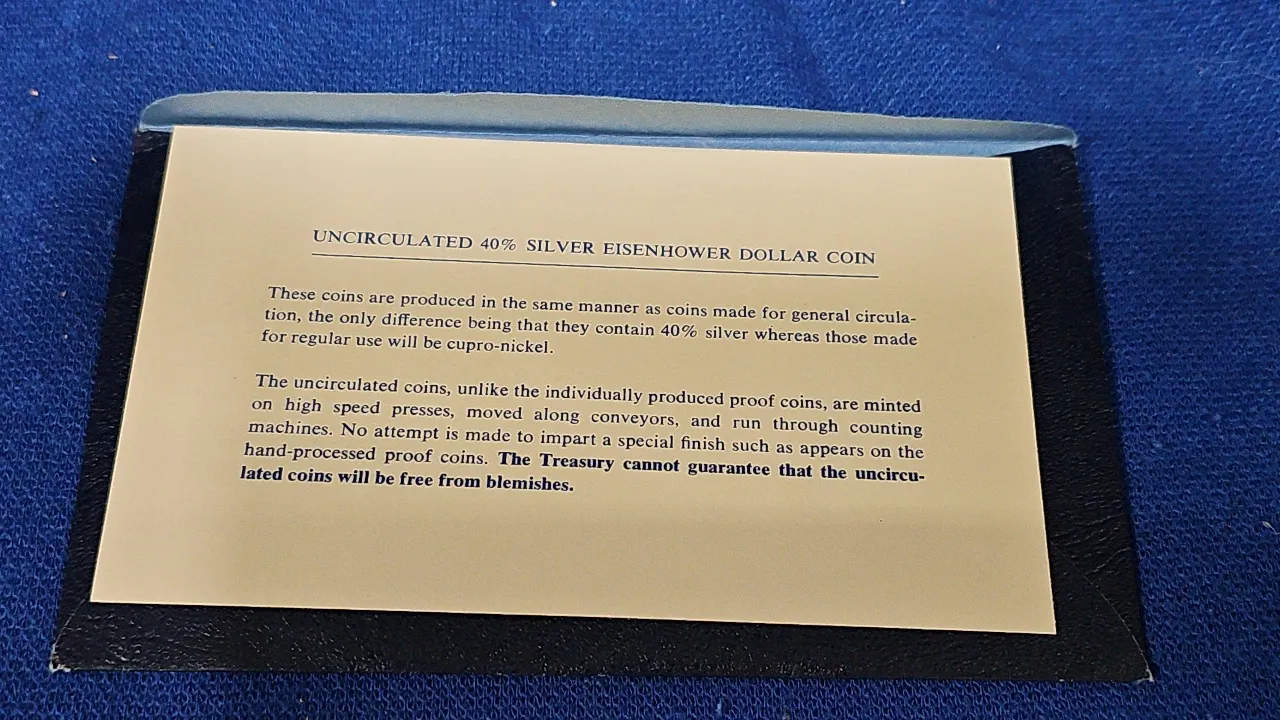 UNCIRCULATED 40% SILVER EISENHOWER DOLLAR COIN
These coins are produced in the same manner as coins made for general circula-
tion, the only difference being that they contain 40% silver whereas those made
for regular use will be cupro-nickel.
The uncirculated coins, unlike the individually produced proof coins, are minted
on high speed presses, moved along conveyors, and run through counting
machines. No attempt is made to impart a special finish such as appears on the
hand-processed proof coins. The Treasury cannot guarantee that the uncircu-
lated coins will be free from blemishes.